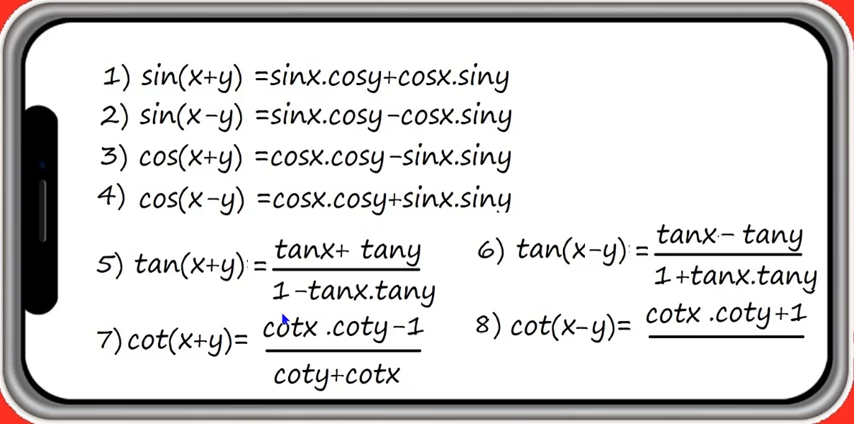 1) sin(x+y) =sinx.cosy+cosx.siny
2) sin(x-y) =sinx.cosy-cosx.siny
3) cos(x+y) =cosx.cosy-sinx.siny
4) cos(x-y) =cosx.cosy+sinx.siny
5) tan(x+y) = tanx+ tany
1-tanx.tany
6) tan(x-y) = tanx- tany
1+tanx.tany
7) cot(x+y)= cotx .coty-1
coty+cotx
8) cot(x-y)= cotx .coty+1